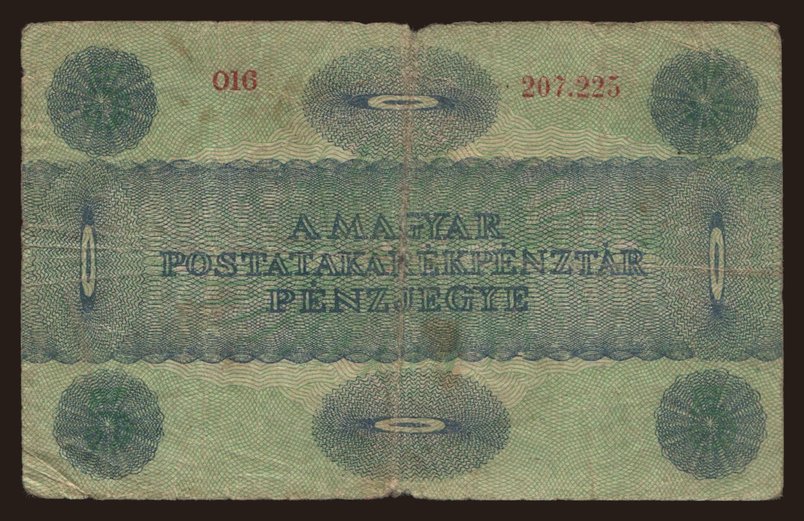 016 207.225
A MAGYAR
POSTATAKARÉKPÉNZTÁR
PÉNZJEGYE